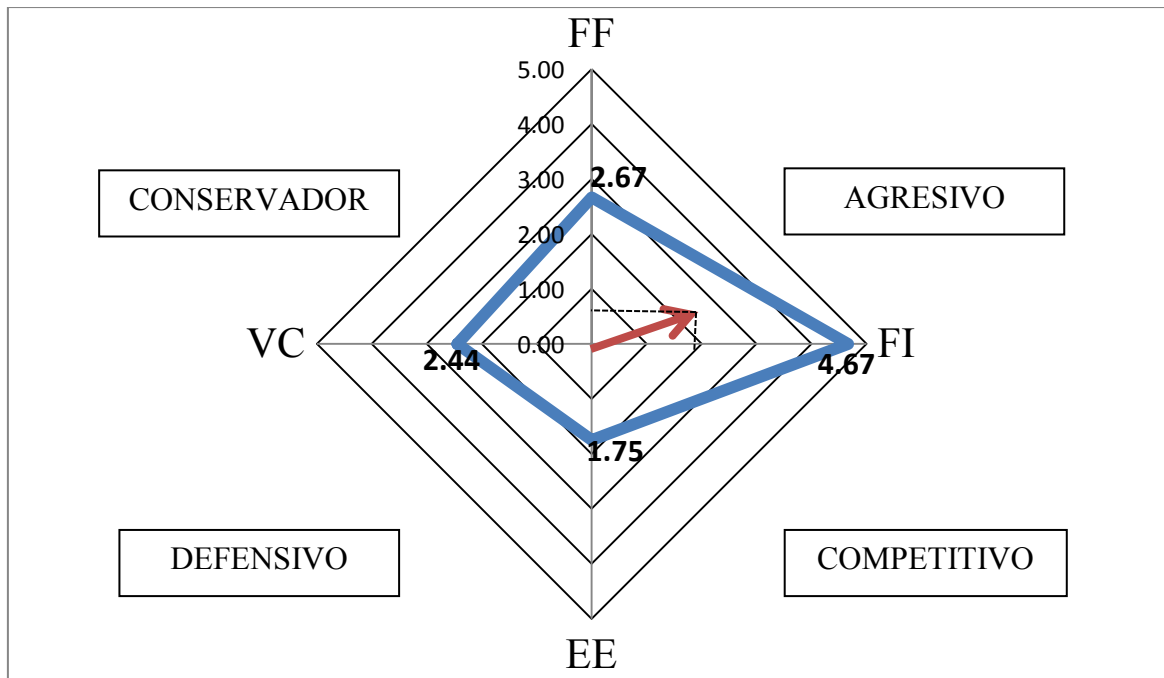 FF
5.00
4.00
3.00
2.00
1.00
0.00
2.67
CONSERVADOR
AGRESIVO
VC
2.44
4.67
FI
1.75
DEFENSIVO
COMPETITIVO
EE